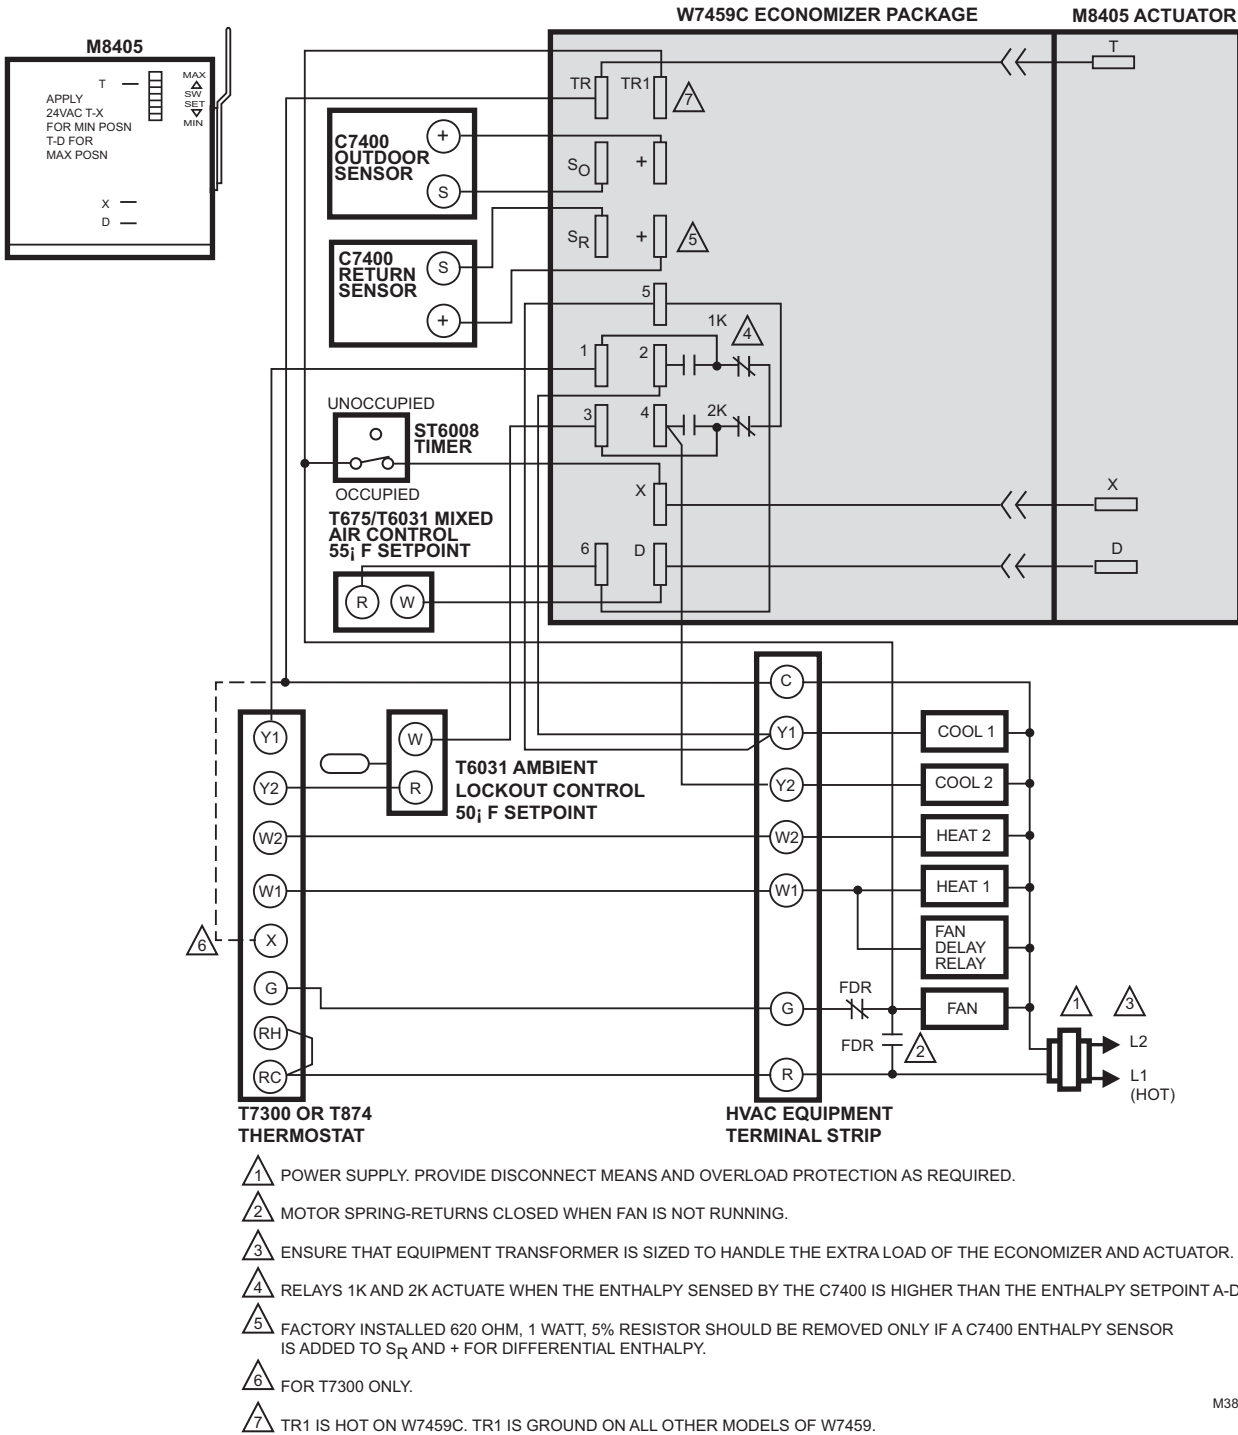 W7459C ECONOMIZER PACKAGE
M8405 ACTUATOR
M8405
T
APPLY
24VAC T-X
FOR MIN POSN
T-D FOR
MAX POSN
MAX
SW
SET
MIN
X
D
C7400
OUTDOOR
SENSOR
+
S
C7400
RETURN
SENSOR
S
+
TR
TR1
7
SO
+
SR
+
5
5
1K
4
1
2
3
4
2K
X
6
D
T
X
D
UNOCCUPIED
ST6008
TIMER
OCCUPIED
T675/T6031 MIXED
AIR CONTROL
55¡ F SETPOINT
R
W
Y1
Y2
W2
W1
X
G
RH
RC
6
T7300 OR T874
THERMOSTAT
W
R
T6031 AMBIENT
LOCKOUT CONTROL
50¡ F SETPOINT
C
Y1
Y2
W2
W1
G
R
HVAC EQUIPMENT
TERMINAL STRIP
COOL 1
COOL 2
HEAT 2
HEAT 1
FAN
DELAY
RELAY
FAN
FDR
FDR
2
1
3
L2
L1
(HOT)
1 POWER SUPPLY. PROVIDE DISCONNECT MEANS AND OVERLOAD PROTECTION AS REQUIRED.
2 MOTOR SPRING-RETURNS CLOSED WHEN FAN IS NOT RUNNING.
3 ENSURE THAT EQUIPMENT TRANSFORMER IS SIZED TO HANDLE THE EXTRA LOAD OF THE ECONOMIZER AND ACTUATOR.
4 RELAYS 1K AND 2K ACTUATE WHEN THE ENTHALPY SENSED BY THE C7400 IS HIGHER THAN THE ENTHALPY SETPOINT A-D
5 FACTORY INSTALLED 620 OHM, 1 WATT, 5% RESISTOR SHOULD BE REMOVED ONLY IF A C7400 ENTHALPY SENSOR
IS ADDED TO SR AND + FOR DIFFERENTIAL ENTHALPY.
6 FOR T7300 ONLY.
7 TR1 IS HOT ON W7459C. TR1 IS GROUND ON ALL OTHER MODELS OF W7459.
M38